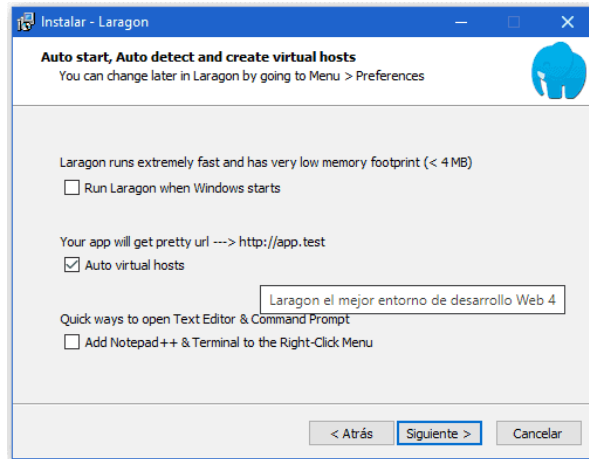 Instalar - Laragon
Auto start, Auto detect and create virtual hosts
You can change later in Laragon by going to Menu > Preferences
Laragon runs extremely fast and has very low memory footprint (< 4 MB)
Run Laragon when Windows starts
Your app will get pretty url ---> http://app.test
Auto virtual hosts
Laragon el mejor entorno de desarrollo Web 4
Quick ways to open Text Editor & Command Prompt
Add Notepad++ & Terminal to the Right-Click Menu
< Atrás Siguiente > Cancelar